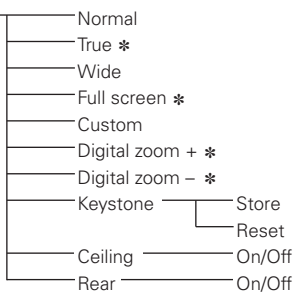 Normal
True ✻
Wide
Full screen ✻
Custom
Digital zoom + ✻
Digital zoom – ✻
Keystone Store
Reset
Ceiling On/Off
Rear On/Off